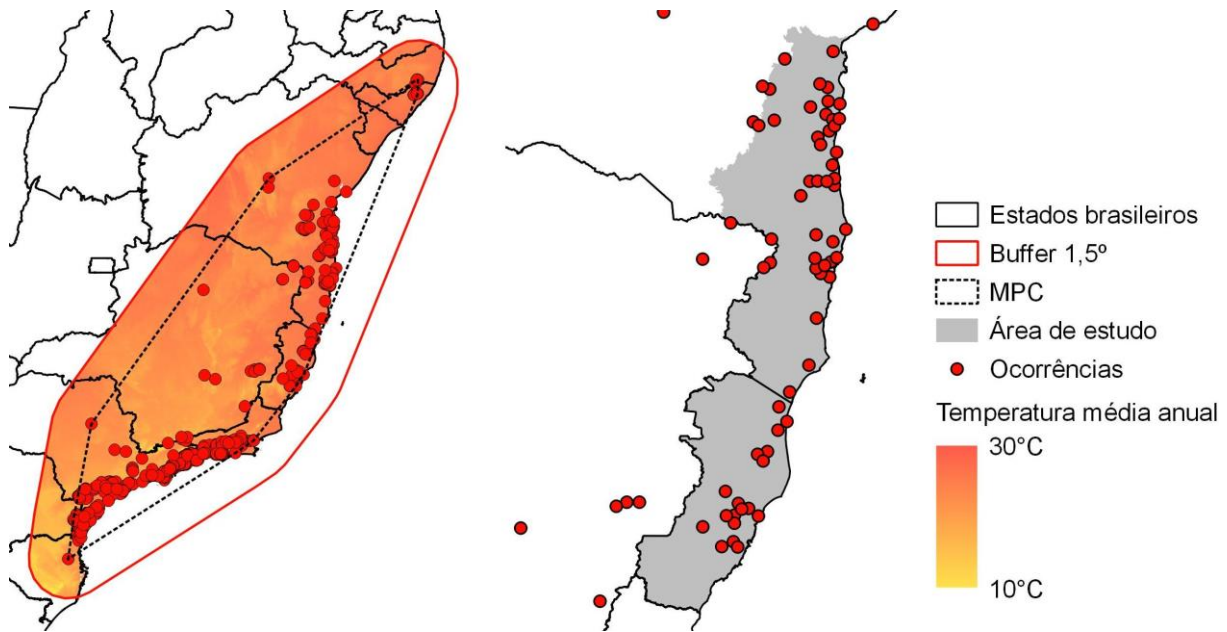 Estados brasileiros
Buffer 1,5º
MPC
Área de estudo
Ocorrências
Temperatura média anual
30°C
10°C